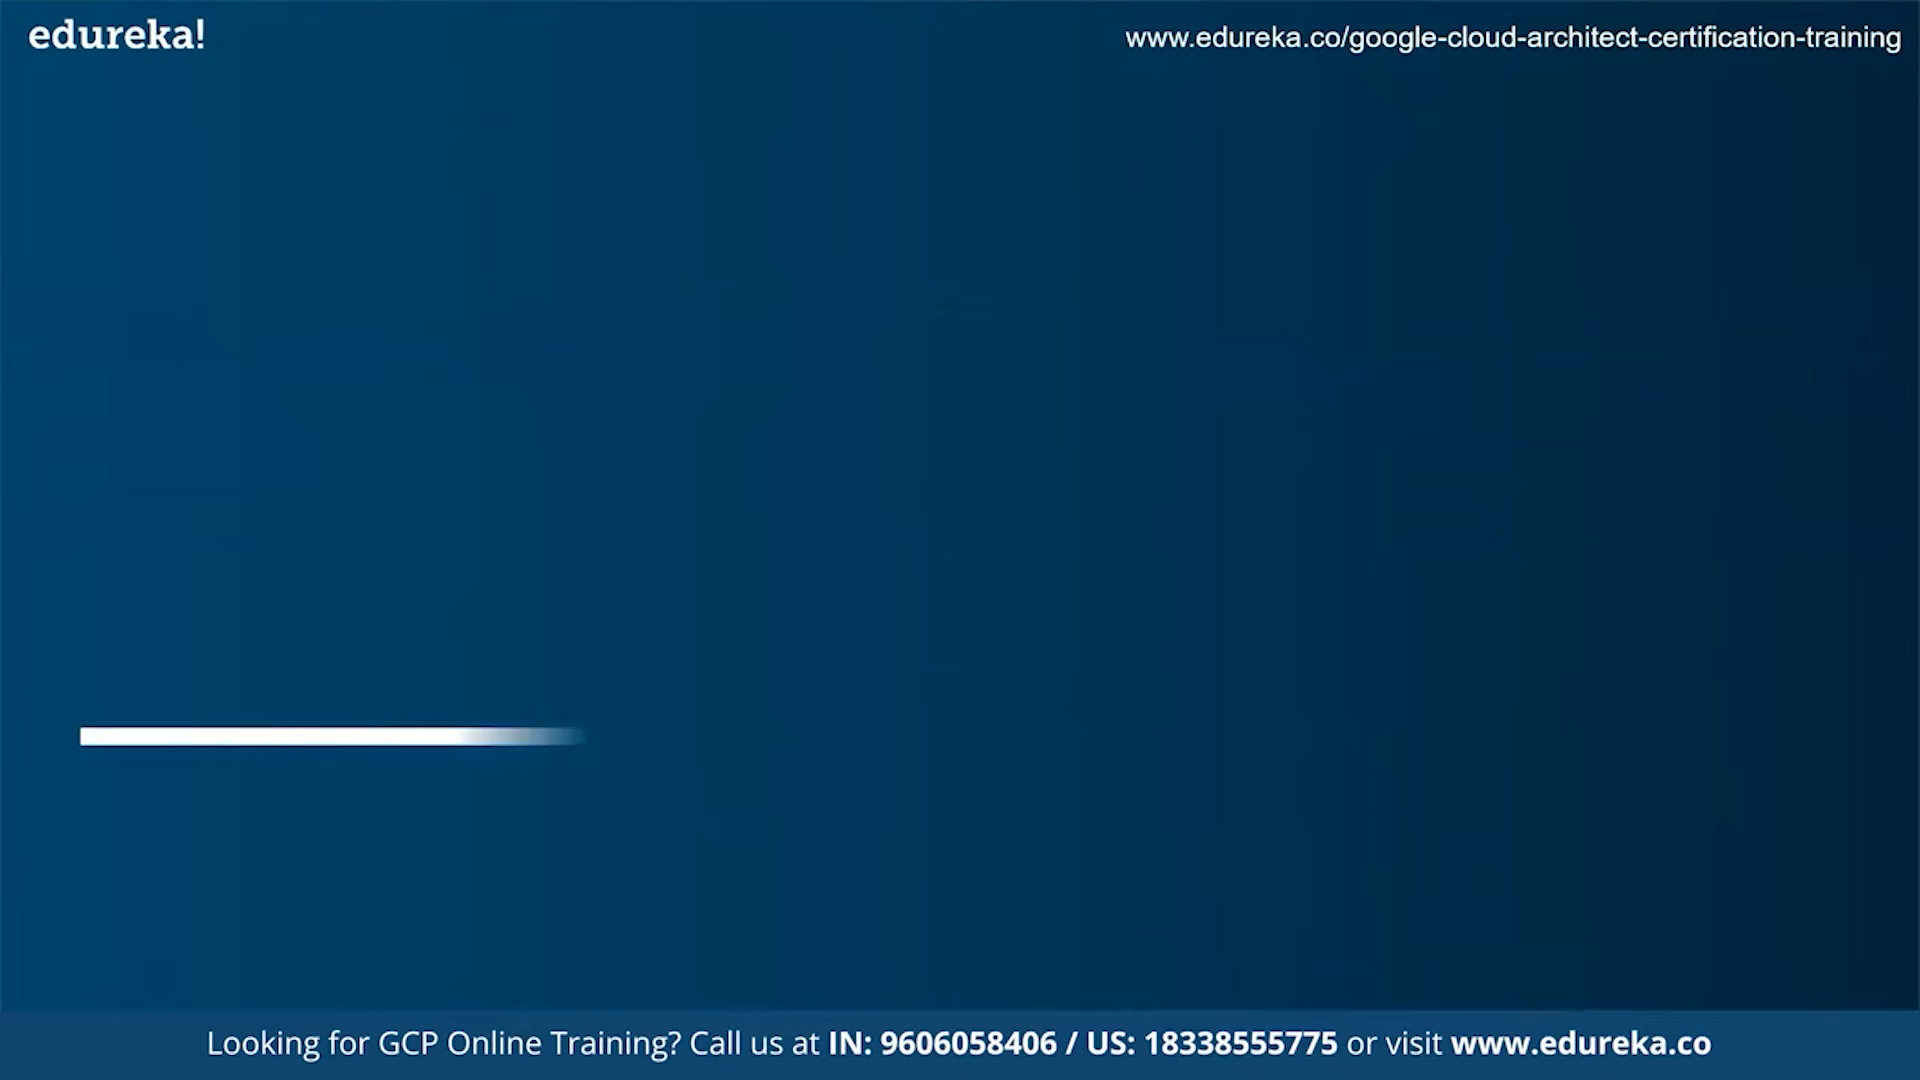 edureka!
www.edureka.co/google-cloud-architect-certification-training
Looking for GCP Online Training? Call us at IN: 9606058406 / US: 18338555775 or visit www.edureka.co